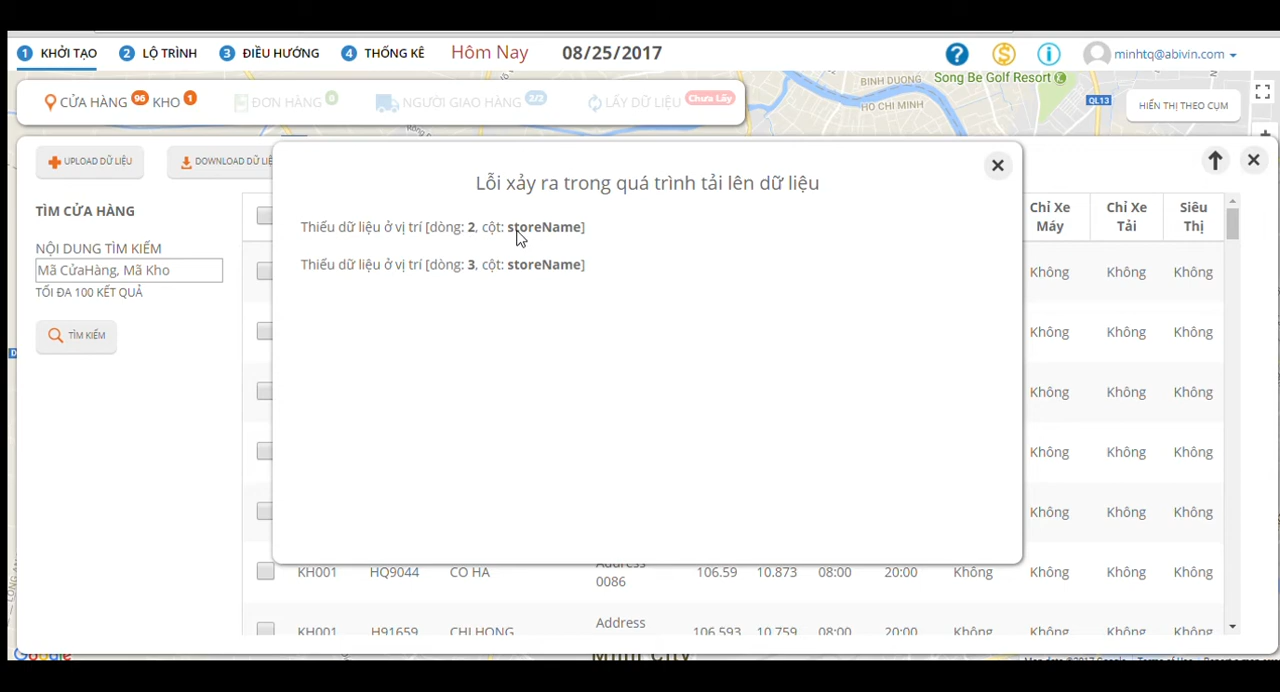 1 KHỞI TẠO 2 LỘ TRÌNH 3 ĐIỀU HƯỚNG 4 THỐNG KÊ Hôm Nay 08/25/2017 ? $ i minhtq@abivin.com
BINH DUONG Song Be Golf Resort
HO CHI MINH QL13
CỬA HÀNG 96 KHO 1 ĐƠN HÀNG 0 NGƯỜI GIAO HÀNG 2/2 LẤY DỮ LIỆU Chưa Lấy HIỂN THỊ THEO CỤM
UPLOAD DỮ LIỆU DOWNLOAD DỮ LIỆ
Lỗi xảy ra trong quá trình tải lên dữ liệu
Thiếu dữ liệu ở vị trí [dòng: 2, cột: storeName]
Thiếu dữ liệu ở vị trí [dòng: 3, cột: storeName]
TÌM CỬA HÀNG
NỘI DUNG TÌM KIẾM
Mã CửaHàng, Mã Kho
TỐI ĐA 100 KẾT QUẢ
TÌM KIẾM
Chỉ Xe Máy Chỉ Xe Tải Siêu Thị
Không Không Không
Không Không Không
Không Không Không
Không Không Không
Không Không Không
KH001 HQ9044 CO HA Address 0086 106.59 10.873 08:00 20:00 Không Không Không Không
KH001 H91659 CHI HONG Address 106.593 10.759 08:00 20:00 Không Không Không Không
Google